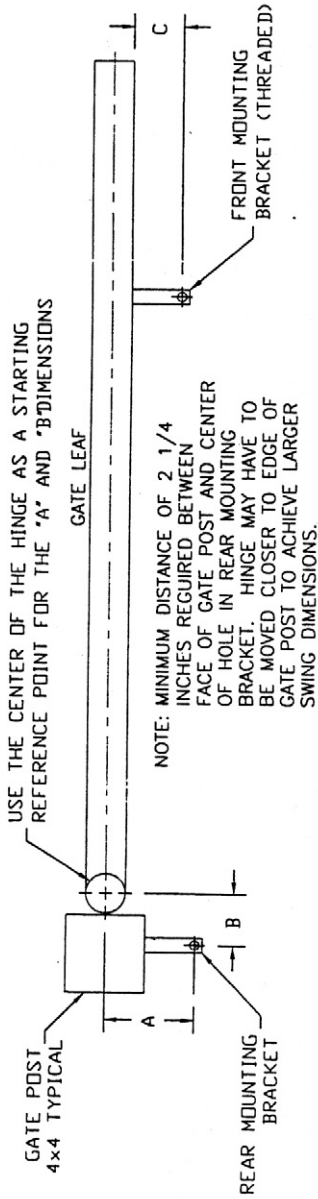 USE THE CENTER OF THE HINGE AS A STARTING
REFERENCE POINT FOR THE "A" AND "B"DIMENSIONS
GATE LEAF
GATE POST
4x4 TYPICAL
A
B
C
REAR MOUNTING
BRACKET
NOTE: MINIMUM DISTANCE OF 2 1/4
INCHES REGUIRED BETWEEN
FACE OF GATE POST AND CENTER
OF HOLE IN REAR MOUNTING
BRACKET. HINGE MAY HAVE TO
BE MOVED CLOSER TO EDGE OF
GATE POST TO ACHIEVE LARGER
SWING DIMENSIONS.
FRONT MOUNTING
BRACKET (THREADED)